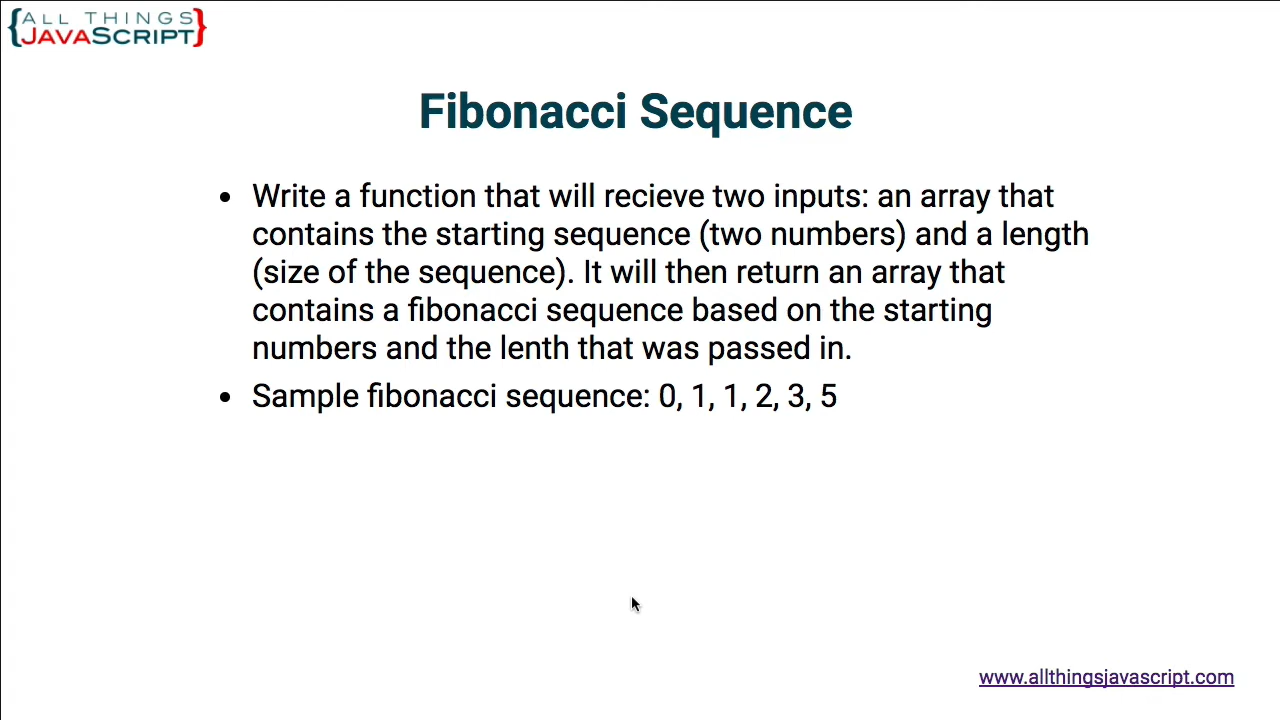 {ALL THINGS
JAVASCRIPT}
Fibonacci Sequence
• Write a function that will recieve two inputs: an array that
contains the starting sequence (two numbers) and a length
(size of the sequence). It will then return an array that
contains a fibonacci sequence based on the starting
numbers and the lenth that was passed in.
• Sample fibonacci sequence: 0, 1, 1, 2, 3, 5
www.allthingsjavascript.com